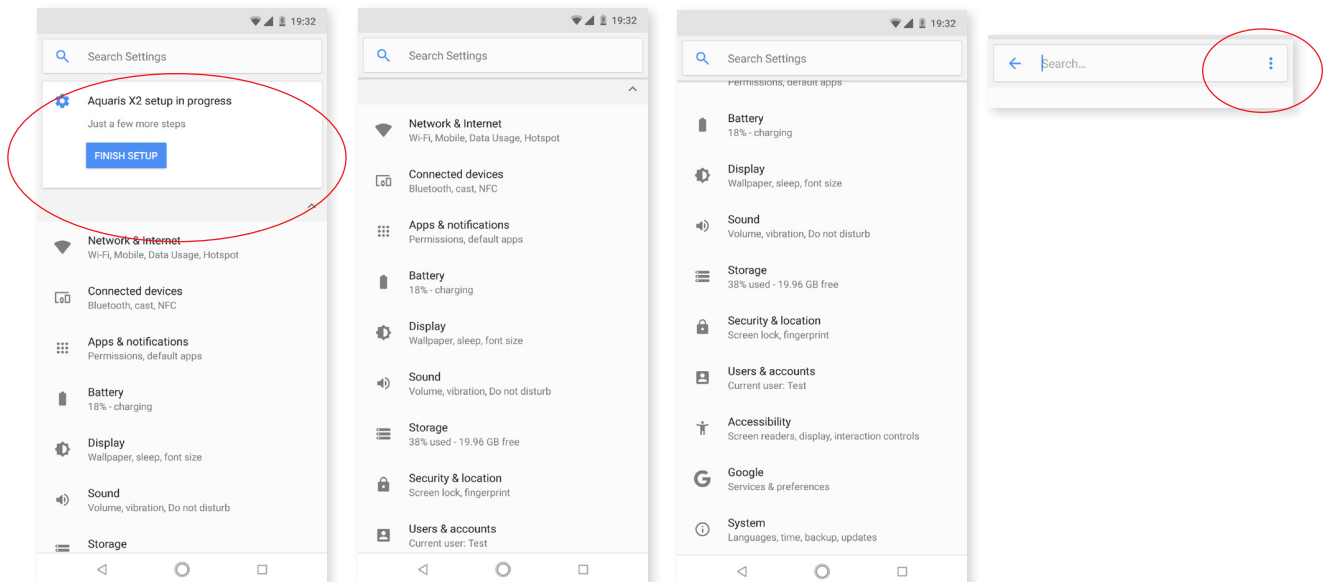 19:32
Search Settings
Aquaris X2 setup in progress
Just a few more steps
FINISH SETUP
Network & Internet
Wi-Fi, Mobile, Data Usage, Hotspot
Connected devices
Bluetooth, cast, NFC
Apps & notifications
Permissions, default apps
Battery
18% - charging
Display
Wallpaper, sleep, font size
Sound
Volume, vibration, Do not disturb
Storage
19:32
Search Settings
Network & Internet
Wi-Fi, Mobile, Data Usage, Hotspot
Connected devices
Bluetooth, cast, NFC
Apps & notifications
Permissions, default apps
Battery
18% - charging
Display
Wallpaper, sleep, font size
Sound
Volume, vibration, Do not disturb
Storage
38% used - 19.96 GB free
Security & location
Screen lock, fingerprint
Users & accounts
Current user: Test
19:32
Search Settings
Permissions, default apps
Battery
18% - charging
Display
Wallpaper, sleep, font size
Sound
Volume, vibration, Do not disturb
Storage
38% used - 19.96 GB free
Security & location
Screen lock, fingerprint
Users & accounts
Current user: Test
Accessibility
Screen readers, display, interaction controls
Google
Services & preferences
System
Languages, time, backup, updates
Search...